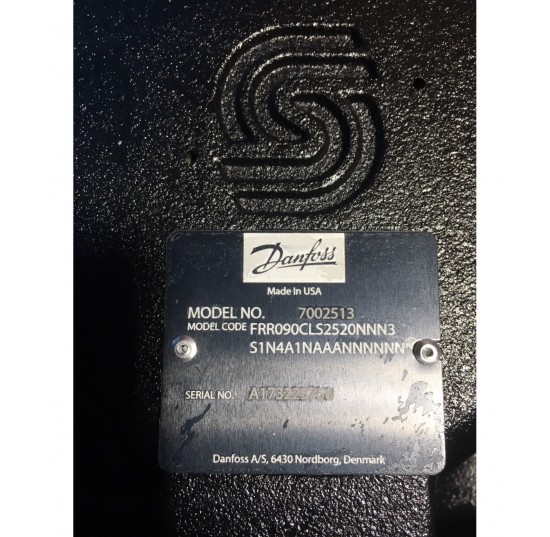 Danfoss
Made In USA
MODEL NO. 7002513
MODEL CODE FRR090CLS2520NNN3
S1N4A1NAAANNNNNN
SERIAL NO.
Danfoss A/S, 6430 Nordborg, Denmark